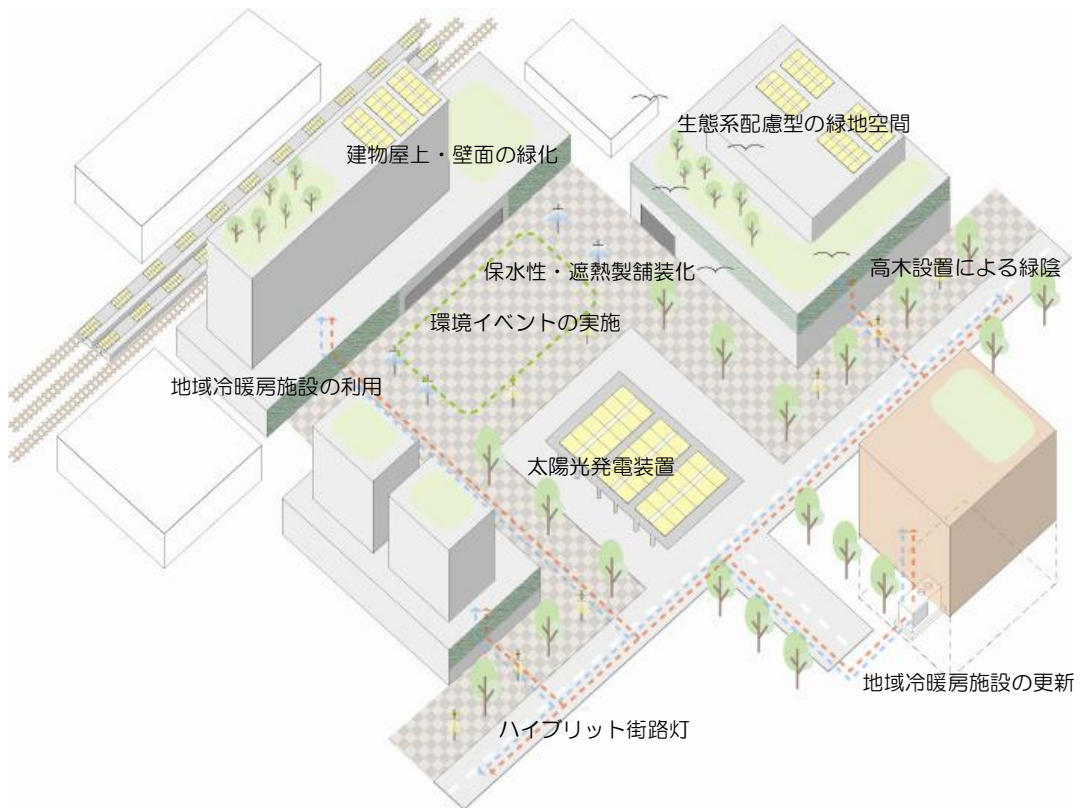 生態系配慮型の緑地空間
建物屋上・壁面の緑化
保水性・遮熱製舗装化
高木設置による緑陰
環境イベントの実施
地域冷暖房施設の利用
太陽光発電装置
地域冷暖房施設の更新
ハイブリット街路灯